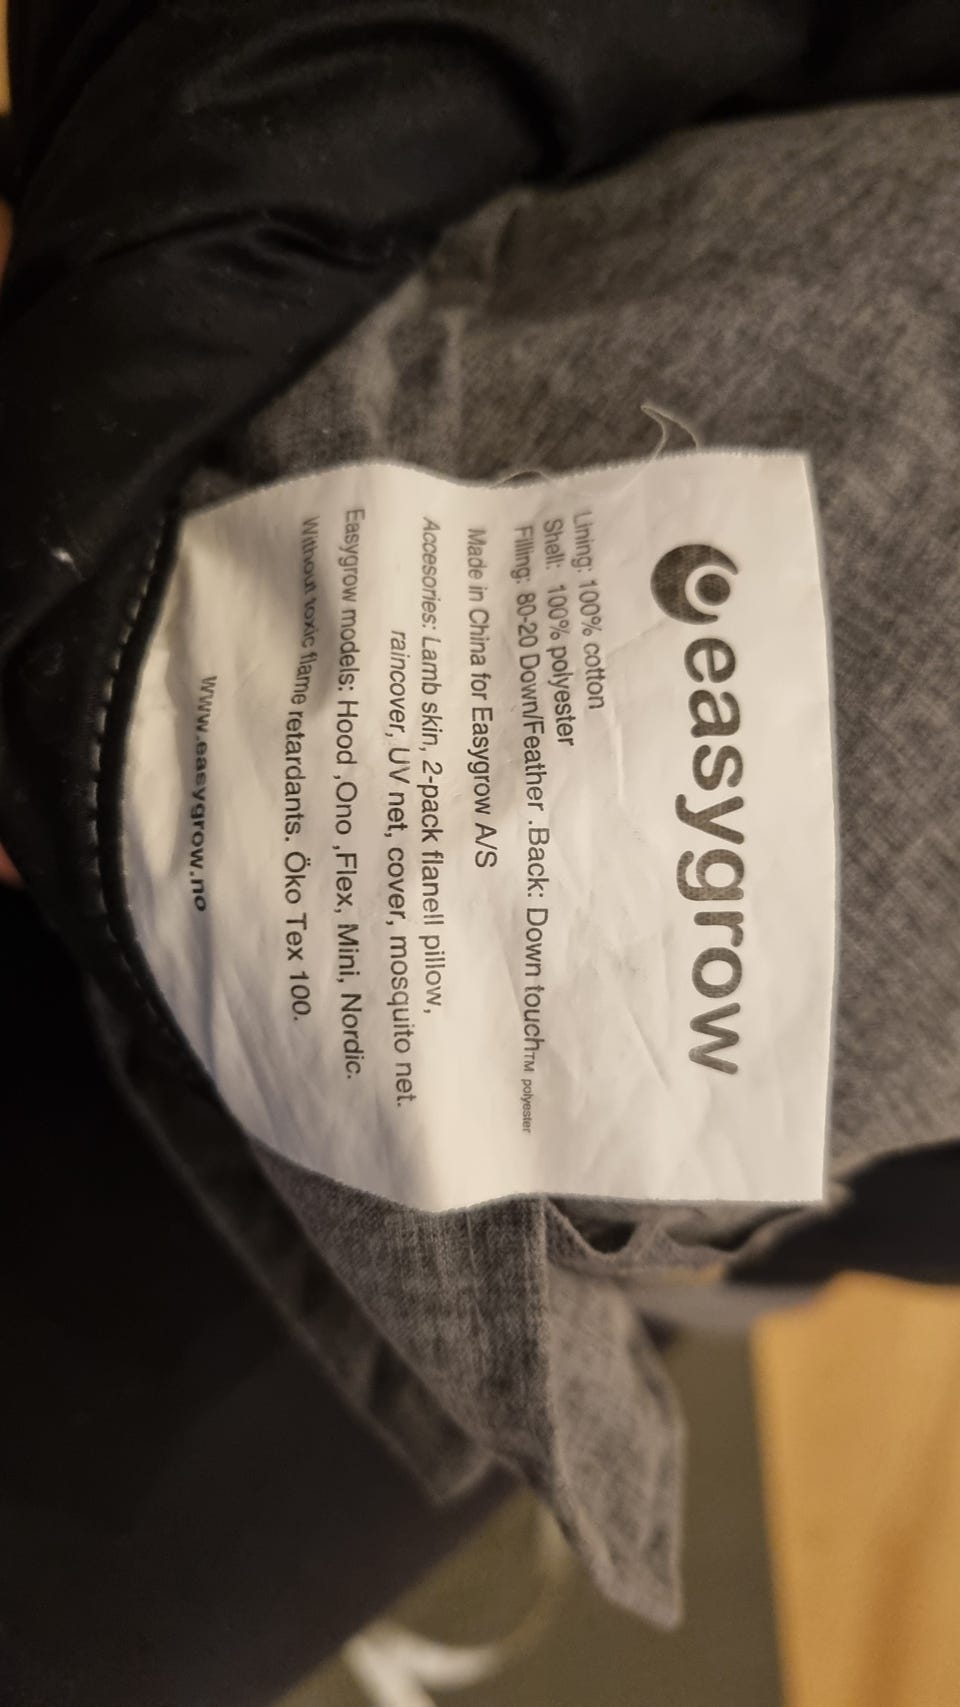 easygrow
Lining: 100% cotton
Shell: 100% polyester
Filling: 80-20 Down/Feather .Back: Down touch™ polyester
Made in China for Easygrow A/S
Accesories: Lamb skin, 2-pack flanell pillow,
raincover, UV net, cover, mosquito net.
Easygrow models: Hood ,Ono ,Flex, Mini, Nordic.
Without toxic flame retardants. Öko Tex 100.
www.easygrow.no